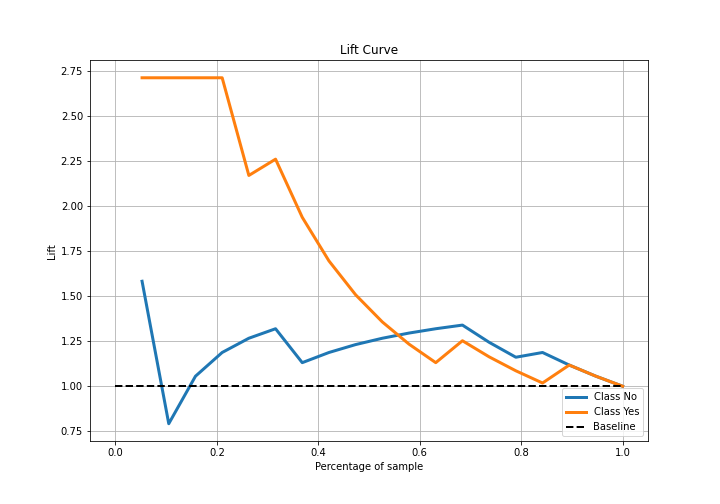 Lift Curve
2.75
2.50
2.25
2.00
1.75
1.50
1.25
1.00
0.75
Lift
0.0 0.2 0.4 0.6 0.8 1.0
Percentage of sample
Class No
Class Yes
Baseline